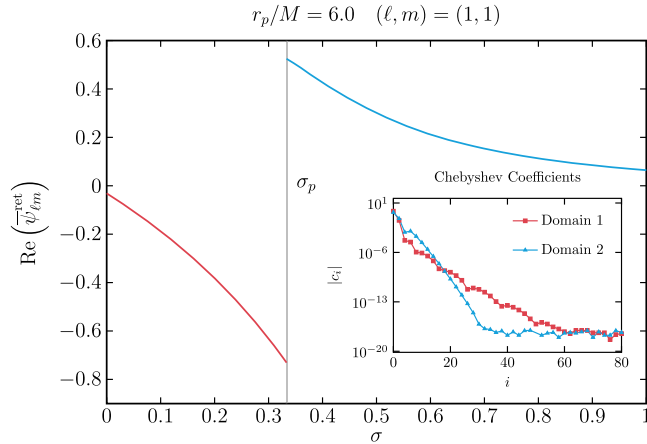 r_p/M = 6.0 (ℓ, m) = (1, 1)
Re(ψ̅^ret_ℓm)
0.6
0.4
0.2
0
−0.2
−0.4
−0.6
−0.8
σ_p
0 0.1 0.2 0.3 0.4 0.5 0.6 0.7 0.8 0.9 1
σ
Chebyshev Coefficients
|c_i|
10^1
10^−6
10^−13
10^−20
Domain 1
Domain 2
0 20 40 60 80
i